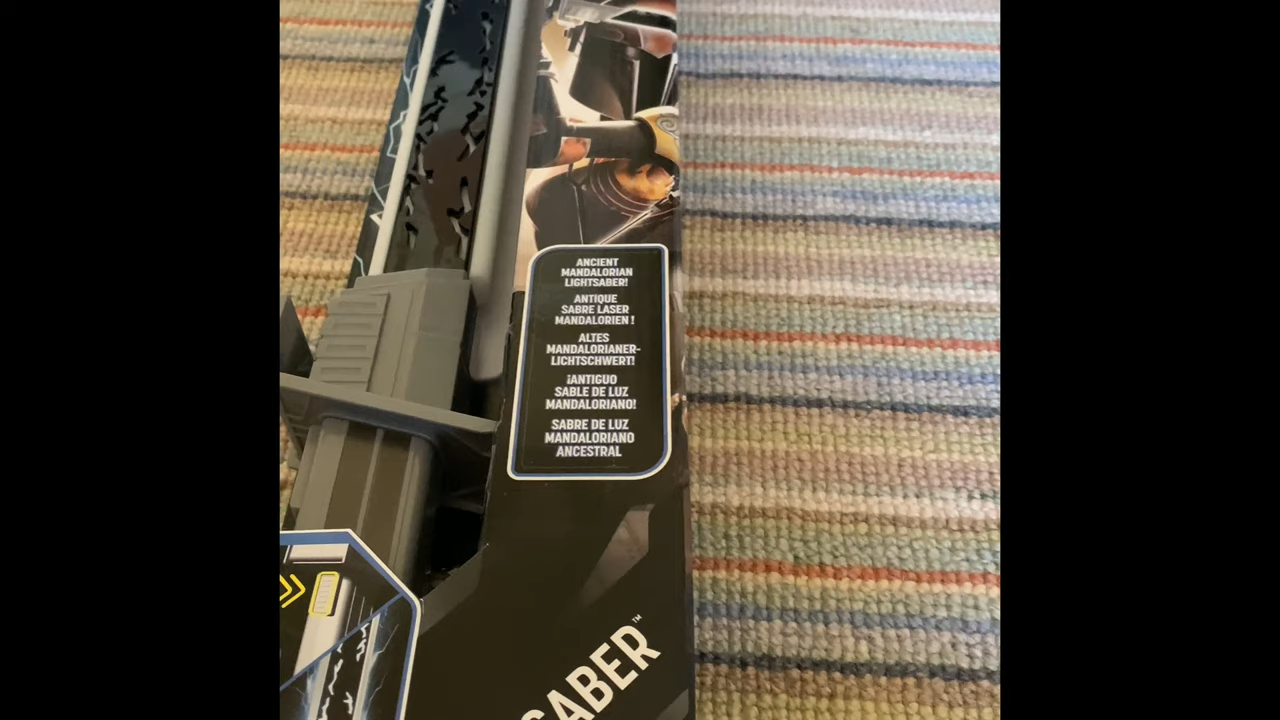 ANCIENT
MANDALORIAN
LIGHTSABER!
ANTIQUE
SABRE LASER
MANDALORIEN !
ALTES
MANDALORIANER-
LICHTSCHWERT!
¡ANTIGUO
SABLE DE LUZ
MANDALORIANO!
SABRE DE LUZ
MANDALORIANO
ANCESTRAL
SABER™